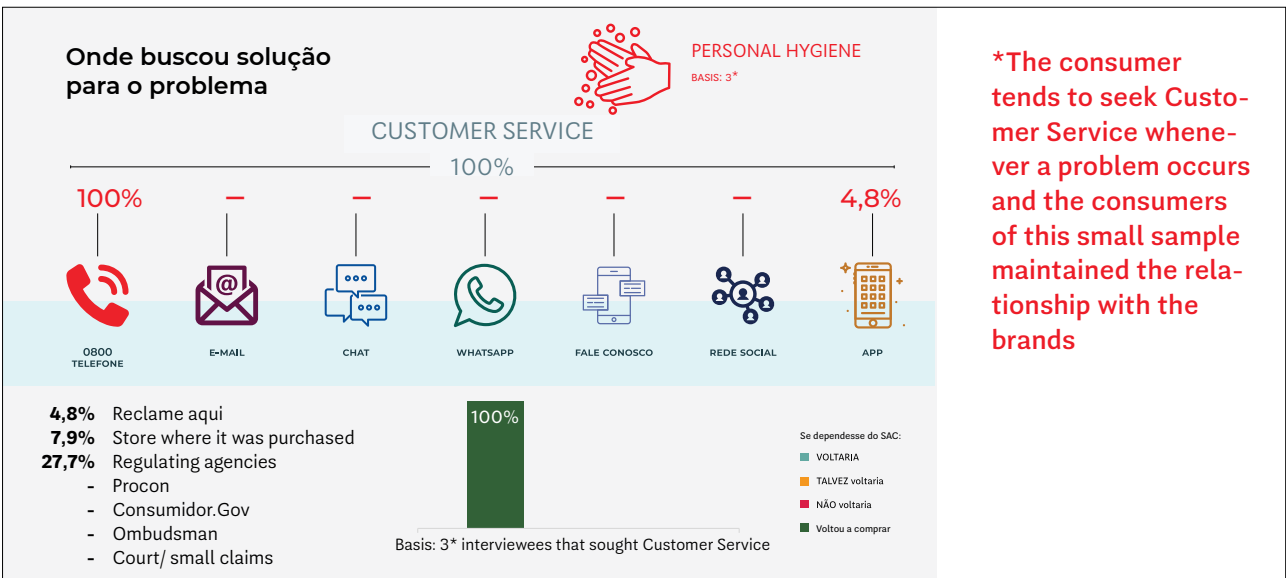 Onde buscou solução
para o problema
PERSONAL HYGIENE
BASIS: 3*
CUSTOMER SERVICE
100%
100%
–
–
–
–
–
4,8%
@
0800
TELEFONE
E-MAIL
CHAT
WHATSAPP
FALE CONOSCO
REDE SOCIAL
APP
4,8% Reclame aqui
7,9% Store where it was purchased
27,7% Regulating agencies
- Procon
- Consumidor.Gov
- Ombudsman
- Court/ small claims
100%
Basis: 3* interviewees that sought Customer Service
Se dependesse do SAC:
VOLTARIA
TALVEZ voltaria
NÃO voltaria
Voltou a comprar
*The consumer
tends to seek Custo-
mer Service whene-
ver a problem occurs
and the consumers
of this small sample
maintained the rela-
tionship with the
brands